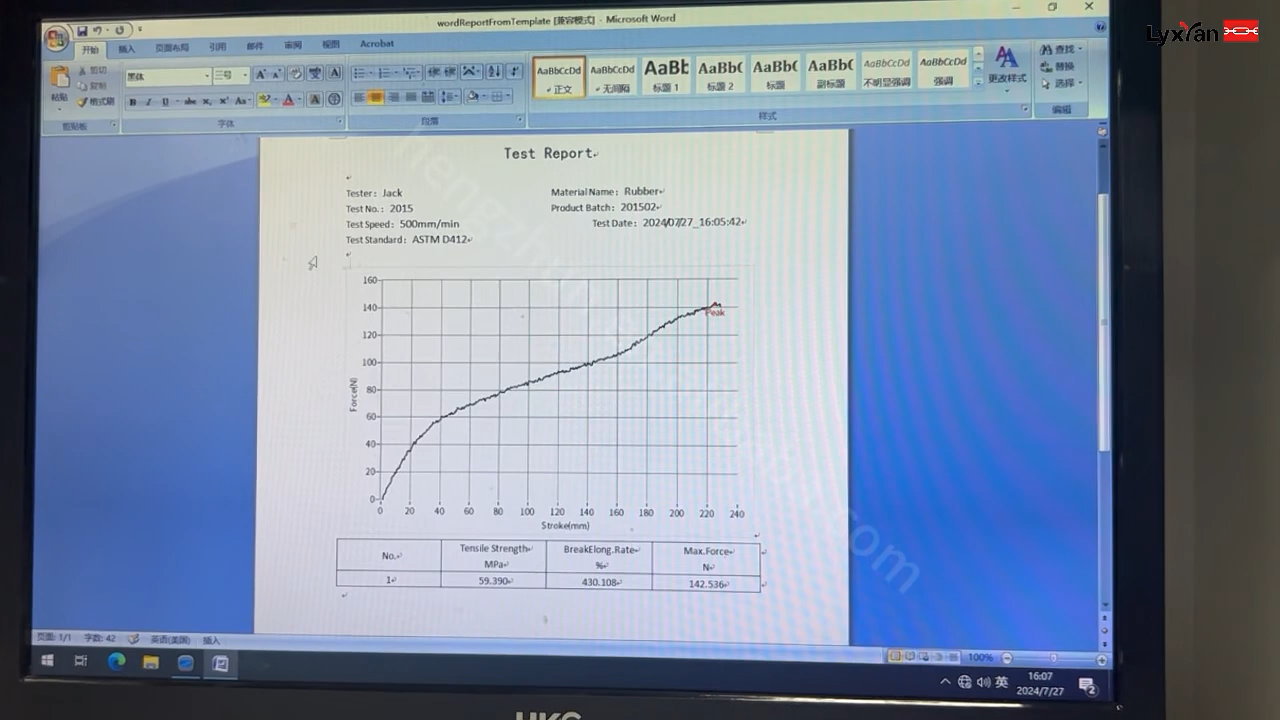 wordReportFromTemplate [兼容模式] - Microsoft Word
LyxYan
开始 插入 页面布局 引用 邮件 审阅 视图 Acrobat
粘贴
剪切
复制
格式刷
剪贴板
黑体 三号
字体
段落
AaBbCcDd AaBbCcDd AaBb AaBb( AaBb( AaBb( AaBbCcDd AaBbCcDd
正文 无间隔 标题 1 标题 2 标题 副标题 不明显强调 强调
更改样式
样式
查找
替换
选择
编辑
Test Report
Tester: Jack Material Name: Rubber
Test No.: 2015 Product Batch: 201502
Test Speed: 500mm/min Test Date: 2024/07/27_16:05:42
Test Standard: ASTM D412
160
140
120
100
80
60
40
20
0
Force(N)
Peak
0 20 40 60 80 100 120 140 160 180 200 220 240
Stroke(mm)
No. Tensile Strength BreakElong.Rate Max.Force
MPa % N
1 59.390 430.108 142.536
页面: 1/1 字数: 42 英语(美国) 插入
100%
英
16:07
2024/7/27
2